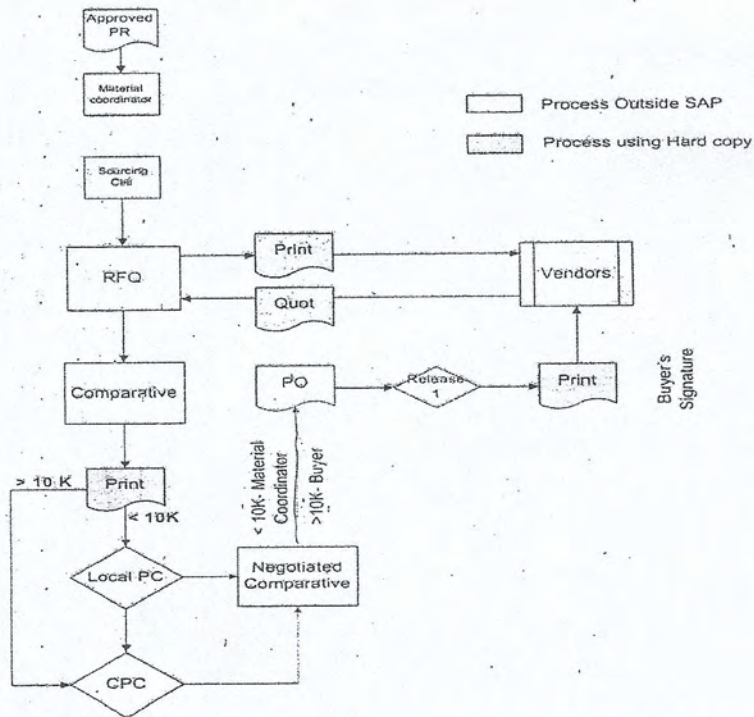 Approved
PR
Material
coordinator
Process Outside SAP
Process using Hard copy
Sourcing
Cell
RFQ
Print
Quot
Vendors
Comparative
PO
Release
1
Print
Buyer's
Signature
> 10 K
Print
< 10K
< 10K- Material
Coordinator
>10K- Buyer
Local PC
Negotiated
Comparative
CPC